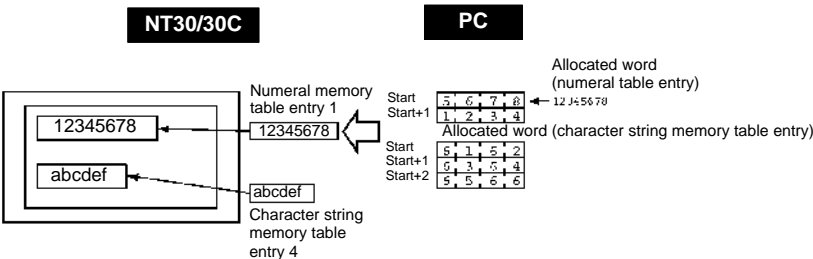 NT30/30C
PC
Allocated word
(numeral table entry)
Numeral memory
table entry 1
Start
5 6 7 8
12345678
Start+1
1 2 3 4
12345678
12345678
Allocated word (character string memory table entry)
Start
6 1 6 2
Start+1
6 3 6 4
Start+2
6 5 6 6
abcdef
abcdef
Character string
memory table
entry 4